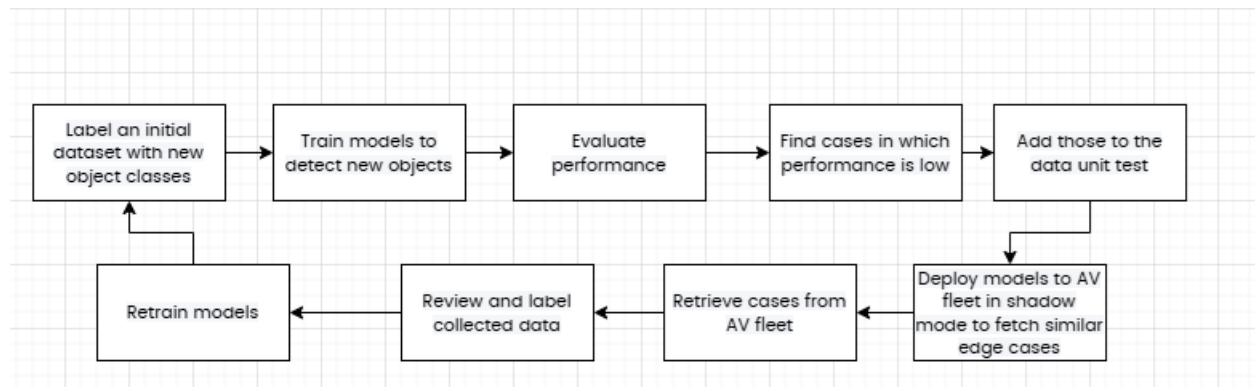 Label an initial
dataset with new
object classes
Train models to
detect new objects
Evaluate
performance
Find cases in which
performance is low
Add those to the
data unit test
Deploy models to AV
fleet in shadow
mode to fetch similar
edge cases
Retrieve cases from
AV fleet
Review and label
collected data
Retrain models